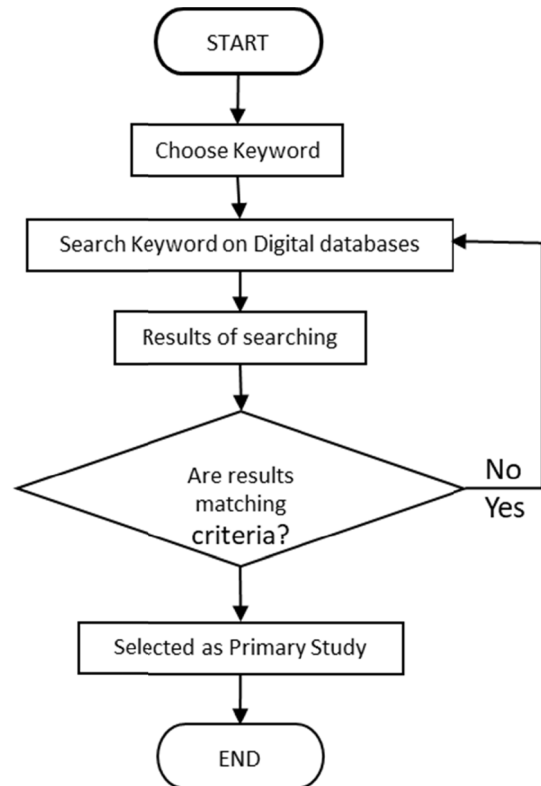 START
Choose Keyword
Search Keyword on Digital databases
Results of searching
Are results
matching
criteria?
No
Yes
Selected as Primary Study
END